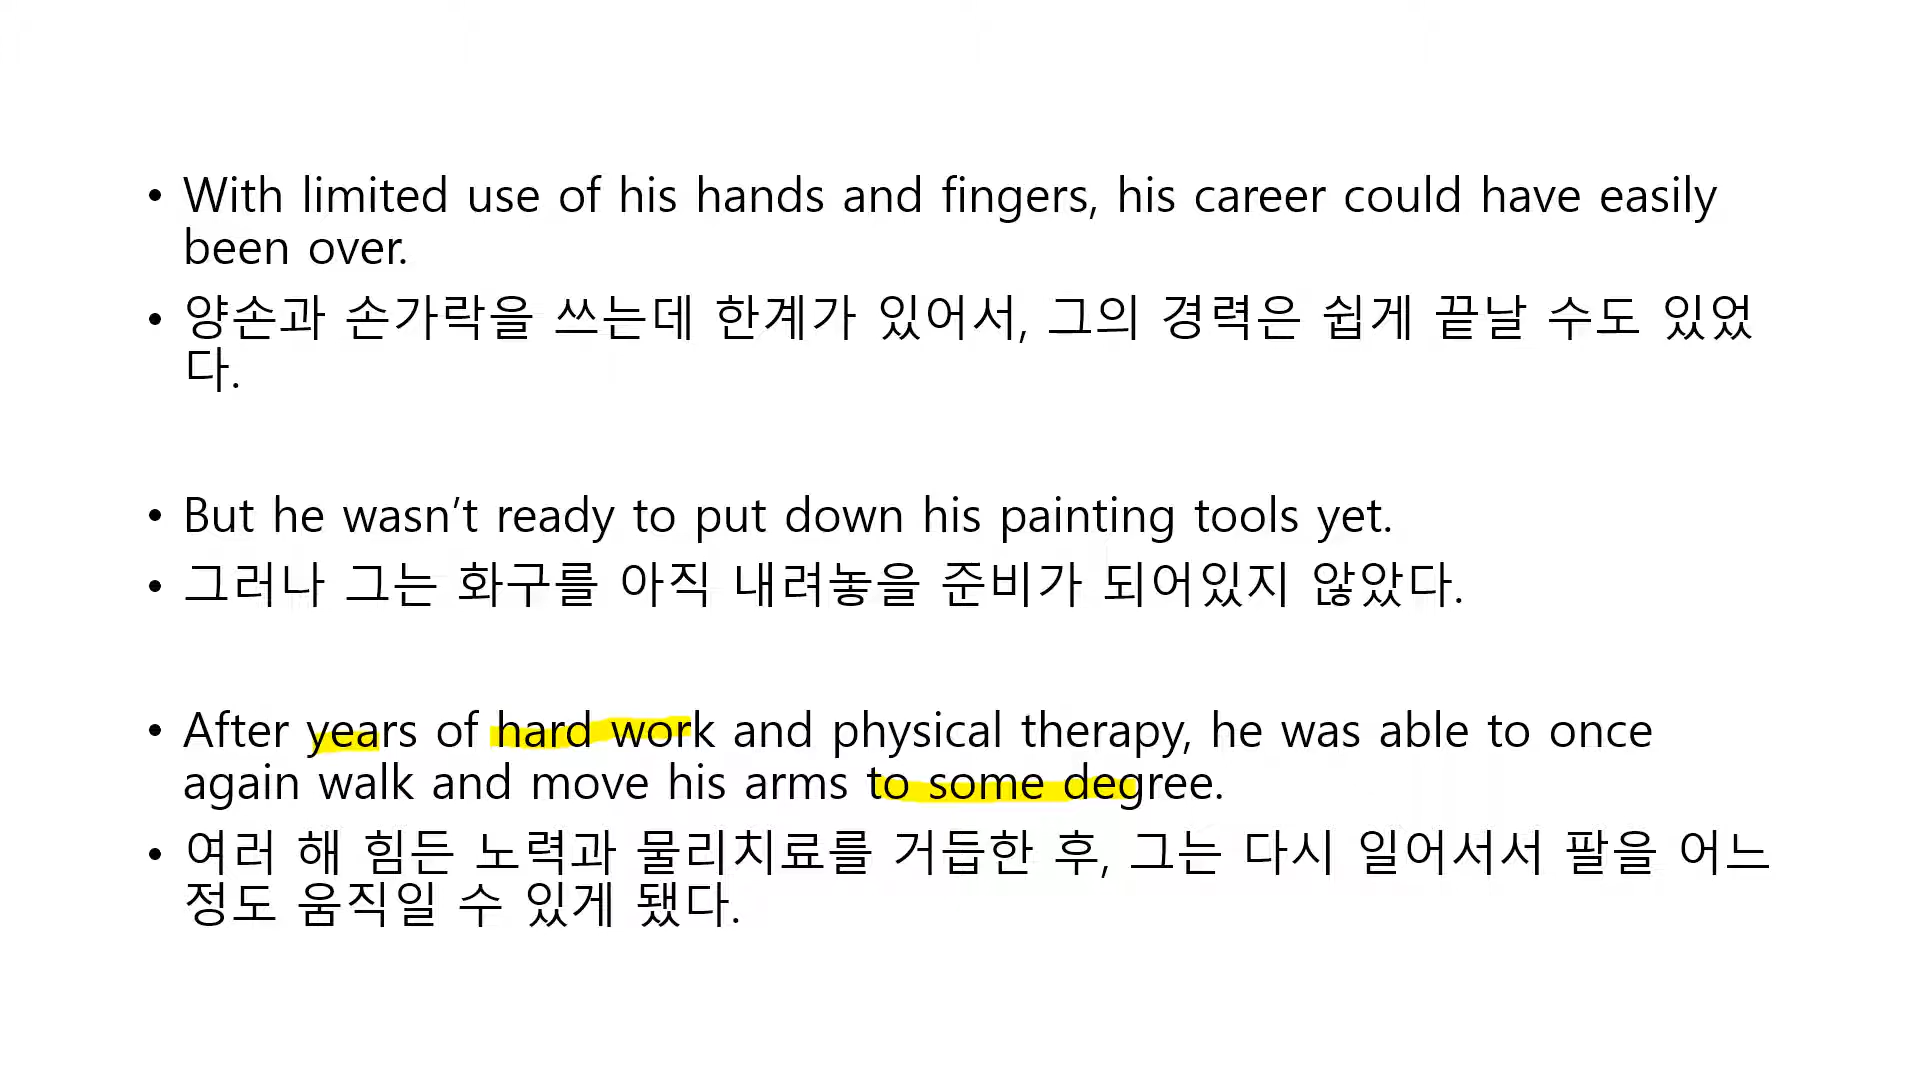 • With limited use of his hands and fingers, his career could have easily
been over.
• 양손과 손가락을 쓰는데 한계가 있어서, 그의 경력은 쉽게 끝날 수도 있었
다.
• But he wasn’t ready to put down his painting tools yet.
• 그러나 그는 화구를 아직 내려놓을 준비가 되어있지 않았다.
• After years of hard work and physical therapy, he was able to once
again walk and move his arms to some degree.
• 여러 해 힘든 노력과 물리치료를 거듭한 후, 그는 다시 일어서서 팔을 어느
정도 움직일 수 있게 됐다.